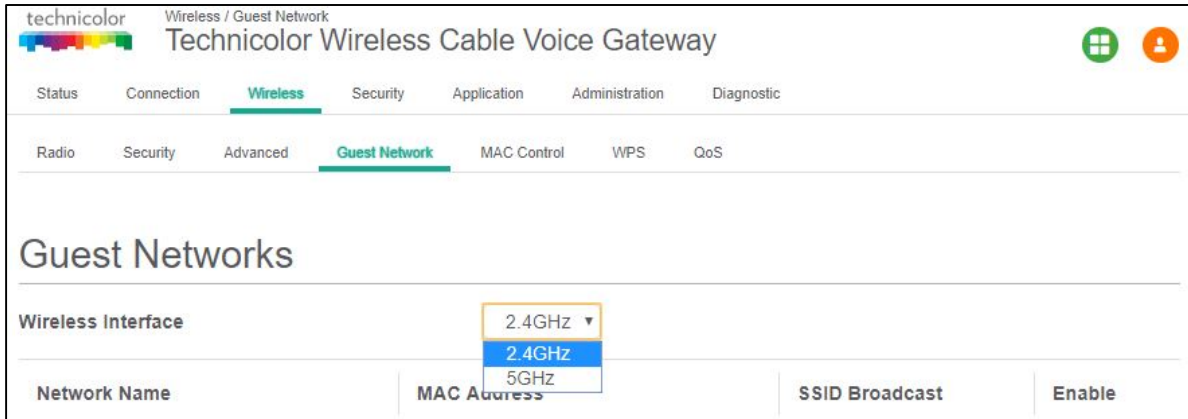 technicolor
Wireless / Guest Network
Technicolor Wireless Cable Voice Gateway
Status Connection Wireless Security Application Administration Diagnostic
Radio Security Advanced Guest Network MAC Control WPS QoS
Guest Networks
Wireless Interface 2.4GHz
2.4GHz
5GHz
Network Name MAC Address SSID Broadcast Enable